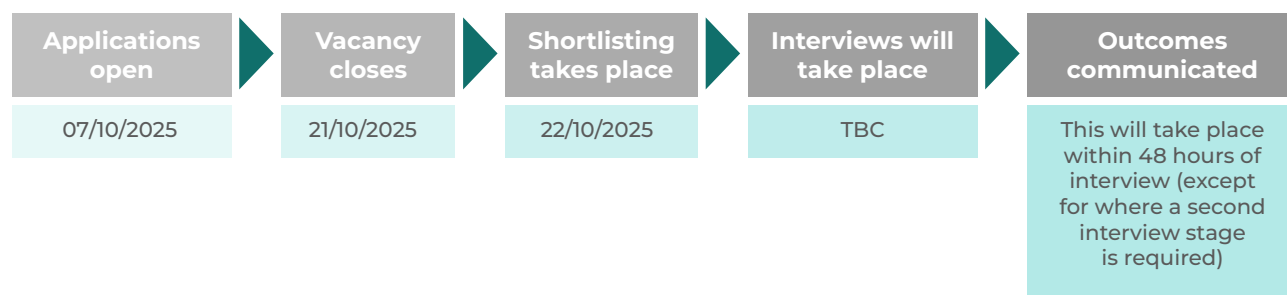 Applications
open
Vacancy
closes
Shortlisting
takes place
Interviews will
take place
Outcomes
communicated
07/10/2025
21/10/2025
22/10/2025
TBC
This will take place
within 48 hours of
interview (except
for where a second
interview stage
is required)